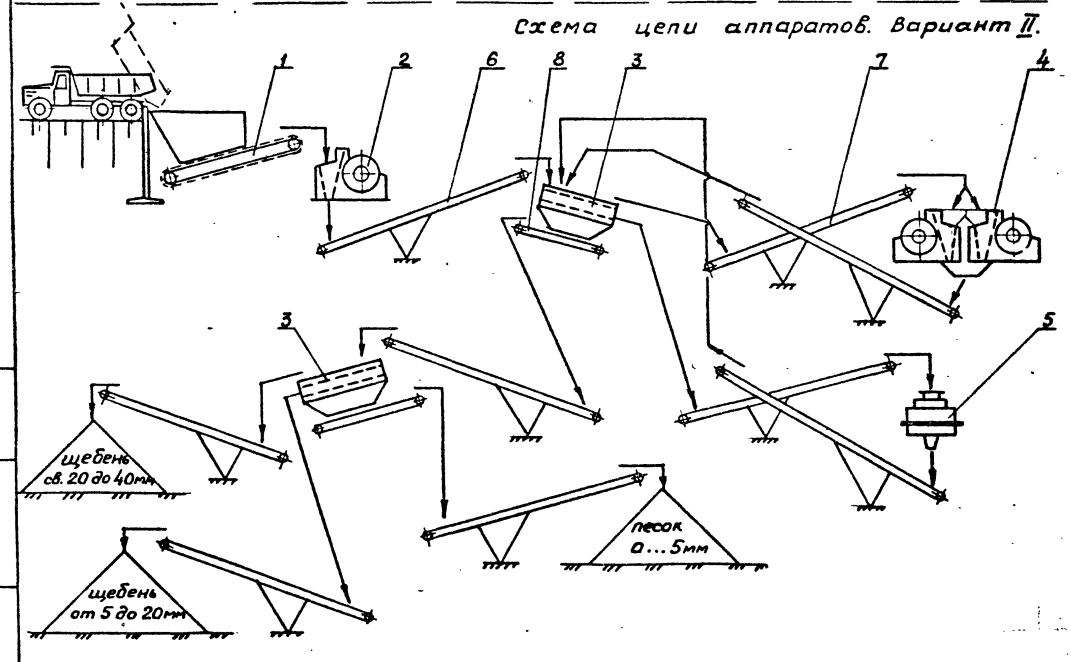 Схема цепи аппаратов. Вариант II.
1 2 6 8 3 7 4
3 5
щебень
св. 20 до 40мм
песок
0...5мм
щебень
от 5 до 20мм